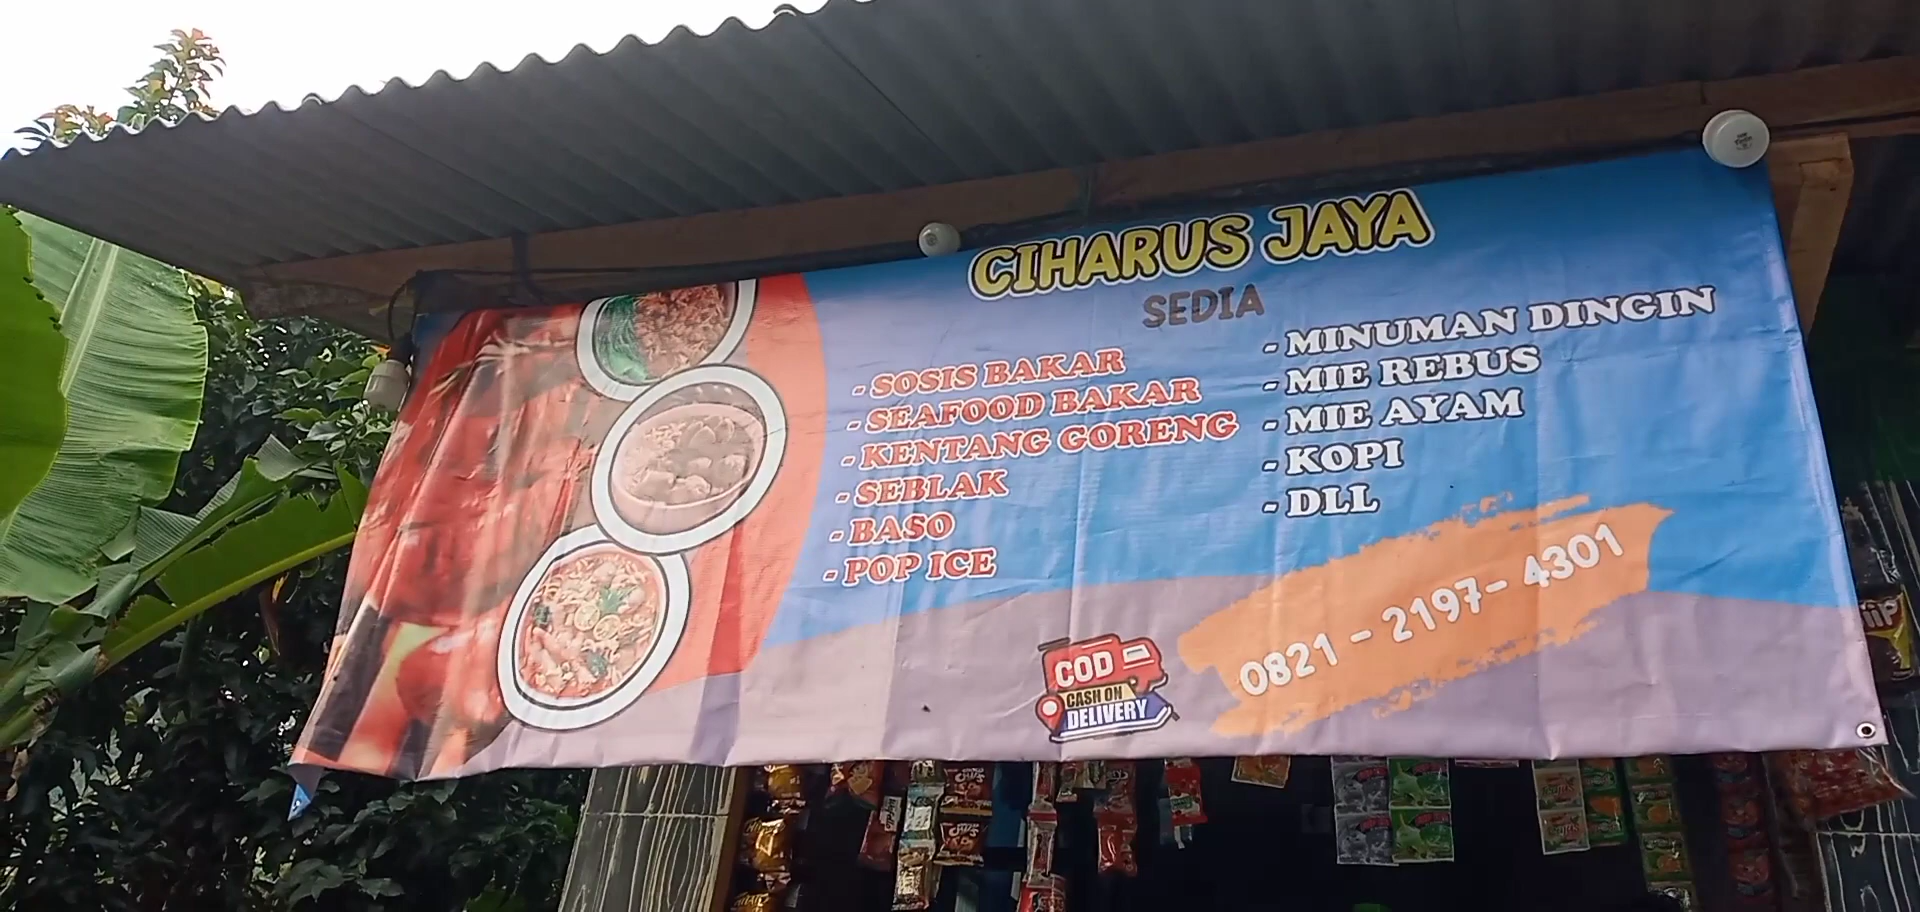 CIHARUS JAYA
SEDIA
- SOSIS BAKAR
- SEAFOOD BAKAR
- KENTANG GORENG
- SEBLAK
- BASO
- POP ICE
- MINUMAN DINGIN
- MIE REBUS
- MIE AYAM
- KOPI
- DLL
0821 - 2197- 4301
COD
CASH ON
DELIVERY